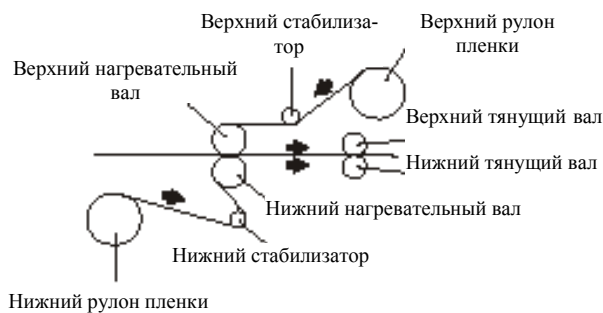 Верхний стабилиза-
тор
Верхний рулон
пленки
Верхний нагревательный
вал
Верхний тянущий вал
Нижний тянущий вал
Нижний нагревательный вал
Нижний стабилизатор
Нижний рулон пленки